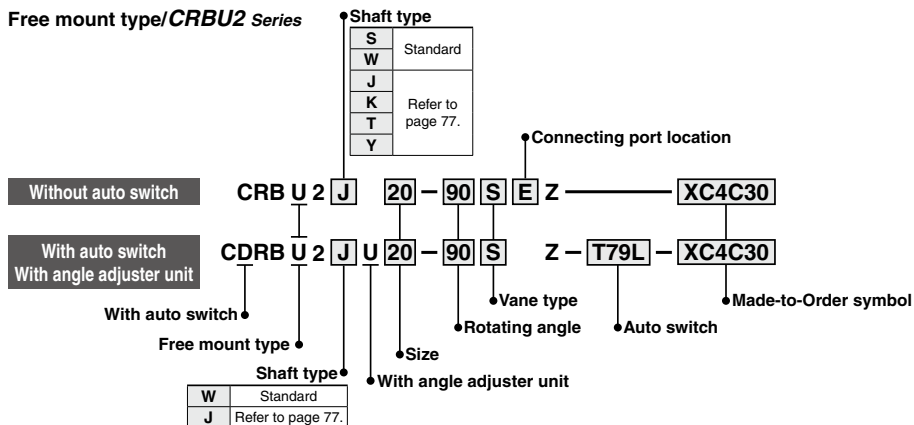 Free mount type/CRBU2 Series
Shaft type
S Standard
W
J Refer to page 77.
K
T
Y
Connecting port location
Without auto switch CRB U 2 J 20 – 90 S E Z — XC4C30
With auto switch
With angle adjuster unit
CDRB U 2 J U 20 – 90 S Z – T79L – XC4C30
With auto switch
Free mount type
Shaft type
W Standard
J Refer to page 77.
With angle adjuster unit
Size
Rotating angle
Vane type
Auto switch
Made-to-Order symbol